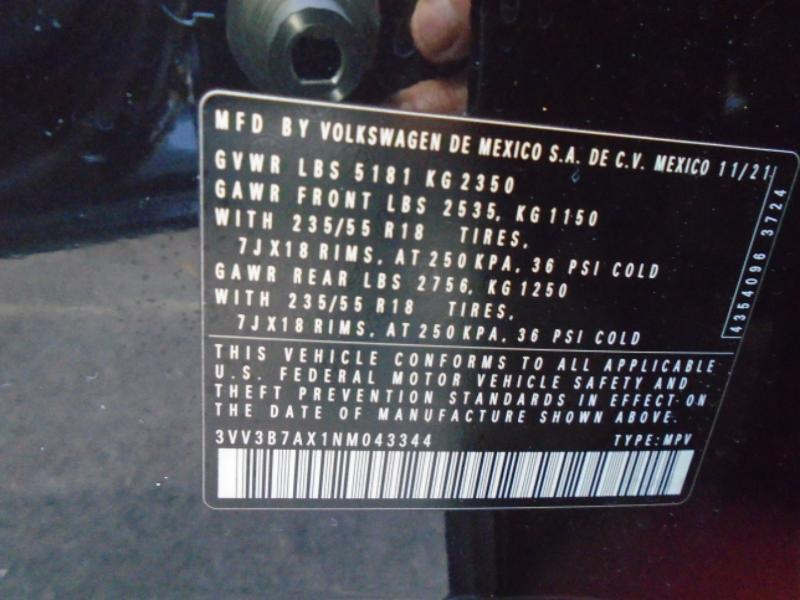 MFD BY VOLKSWAGEN DE MEXICO S.A. DE C.V. MEXICO 11/21
GVWR LBS 5181 KG 2350
GAWR FRONT LBS 2535, KG 1150
WITH 235/55 R18 TIRES,
7JX18 RIMS, AT 250 KPA, 36 PSI COLD
GAWR REAR LBS 2756, KG 1250
WITH 235/55 R18 TIRES,
7JX18 RIMS, AT 250 KPA, 36 PSI COLD
4354096 3724
THIS VEHICLE CONFORMS TO ALL APPLICABLE
U.S. FEDERAL MOTOR VEHICLE SAFETY AND
THEFT PREVENTION STANDARDS IN EFFECT ON
THE DATE OF MANUFACTURE SHOWN ABOVE.
3VV3B7AX1NM043344 TYPE: MPV